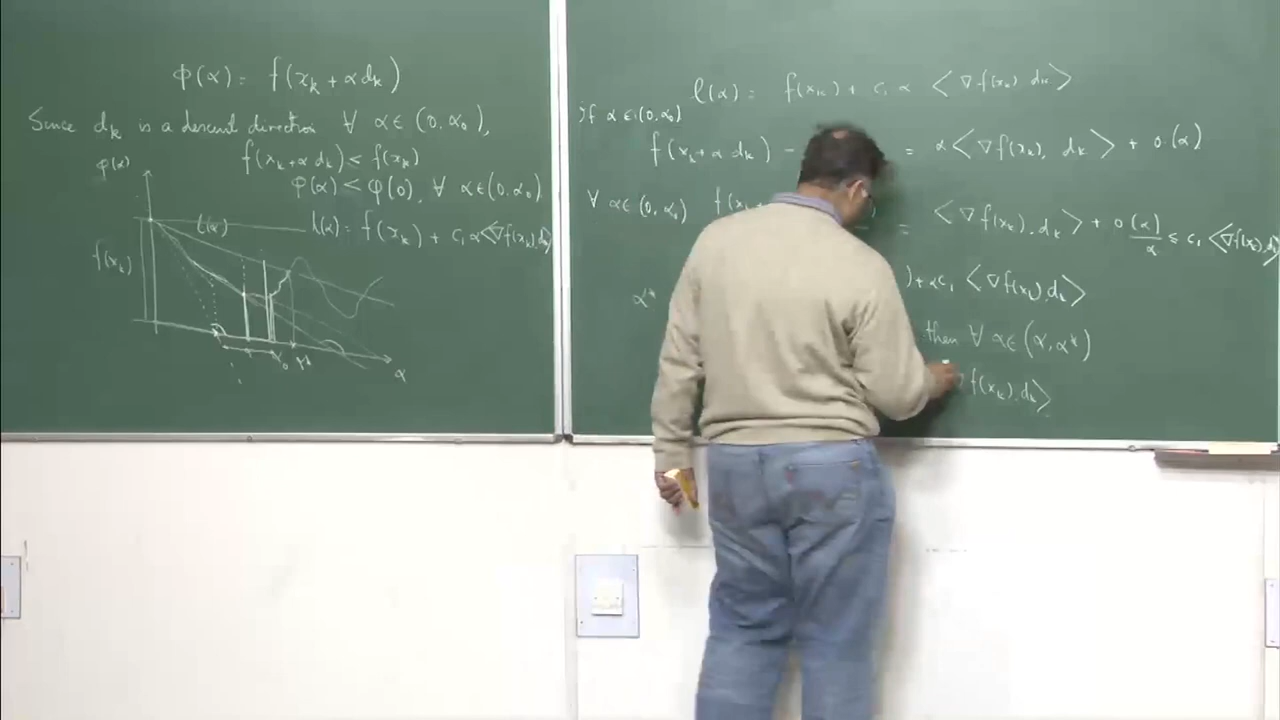 φ(α) = f(x_k + α d_k)
Since d_k is a descent direction ∀ α ∈ (0, α_0),
f(x_k + α d_k) < f(x_k)
φ(α) < φ(0), ∀ α ∈ (0, α_0)
l(α) = f(x_k) + c_1 α <∇f(x_k), d_k>
φ(α)
l(α)
f(x_k)
α
l(α) = f(x_k) + c_1 α <∇f(x_k), d_k>
if α ∈ (0, α_0)
f(x_k + α d_k) - = α <∇f(x_k), d_k> + o(α)
∀ α ∈ (0, α_0) = <∇f(x_k), d_k> + o(α)/α ≤ c_1 <∇f(x_k), d_k>
) + α c_1 <∇f(x_k), d_k>
α* then ∀ α ∈ (α, α*)
f(x_k), d_k>